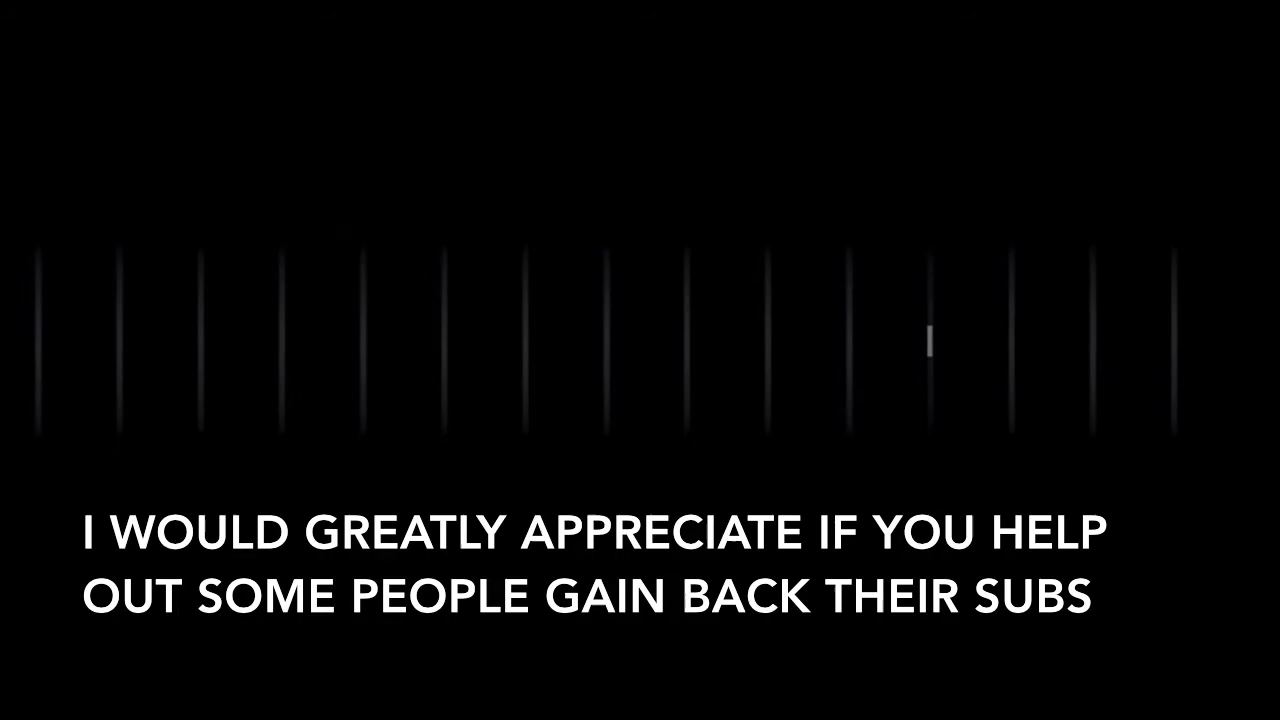 I WOULD GREATLY APPRECIATE IF YOU HELP
OUT SOME PEOPLE GAIN BACK THEIR SUBS